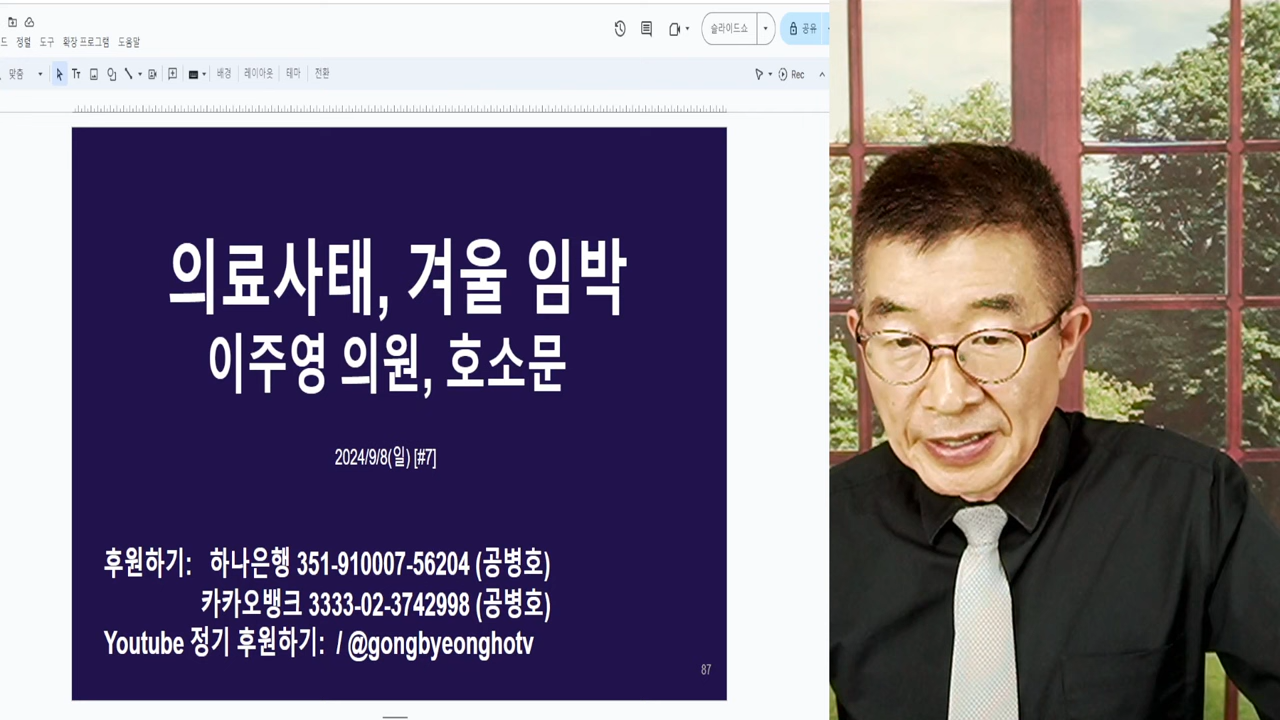 드 정렬 도구 확장 프로그램 도움말
슬라이드쇼
공유
맞춤
Tт
배경 레이아웃 테마 전환
Rec
의료사태, 겨울 임박
이주영 의원, 호소문
2024/9/8(일) [#7]
후원하기: 하나은행 351-910007-56204 (공병호)
카카오뱅크 3333-02-3742998 (공병호)
Youtube 정기 후원하기: / @gongbyeonghotv
87